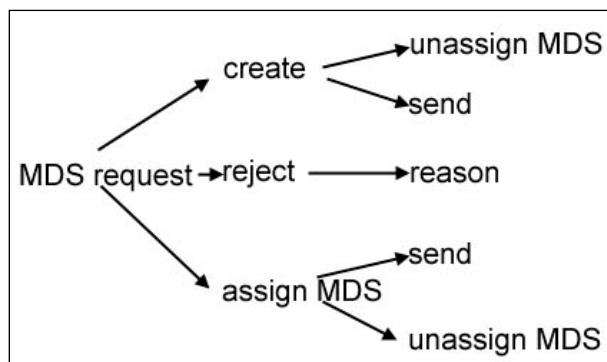 unassign MDS
create
send
MDS request
reject
reason
send
assign MDS
unassign MDS